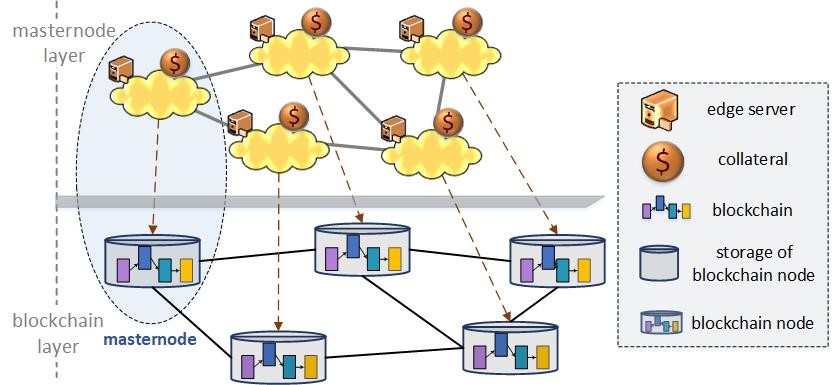 masternode
layer
$
$
$
$
$
blockchain
layer
masternode
edge server
$
collateral
blockchain
storage of
blockchain node
blockchain node